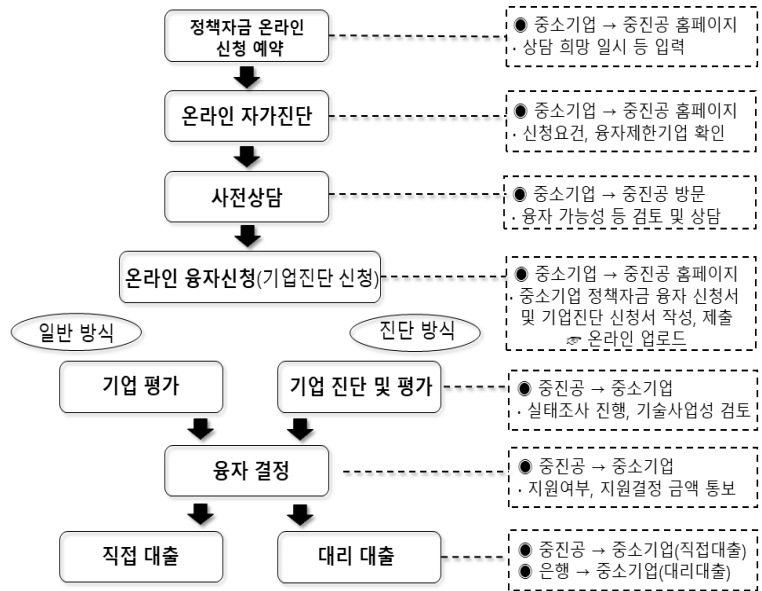 정책자금 온라인
신청 예약
◉ 중소기업 → 중진공 홈페이지
· 상담 희망 일시 등 입력
온라인 자가진단
◉ 중소기업 → 중진공 홈페이지
· 신청요건, 융자제한기업 확인
사전상담
◉ 중소기업 → 중진공 방문
· 융자 가능성 등 검토 및 상담
온라인 융자신청(기업진단 신청)
◉ 중소기업 → 중진공 홈페이지
· 중소기업 정책자금 융자 신청서
및 기업진단 신청서 작성, 제출
☞ 온라인 업로드
일반 방식
진단 방식
기업 평가
기업 진단 및 평가
◉ 중진공 → 중소기업
· 실태조사 진행, 기술사업성 검토
융자 결정
◉ 중진공 → 중소기업
· 지원여부, 지원결정 금액 통보
직접 대출
대리 대출
◉ 중진공 → 중소기업(직접대출)
◉ 은행 → 중소기업(대리대출)